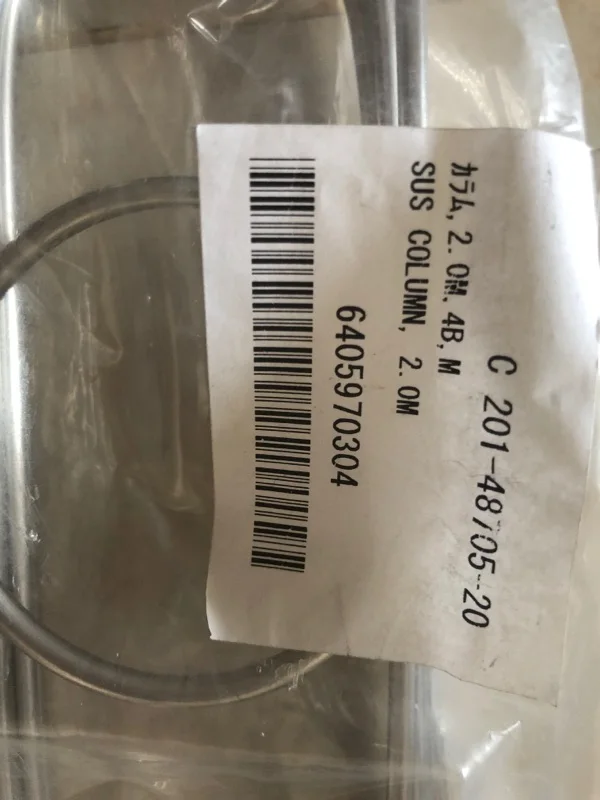 C 201-48705-20
カラム, 2.0M, 4B, M
SUS COLUMN, 2.0M
6405970304